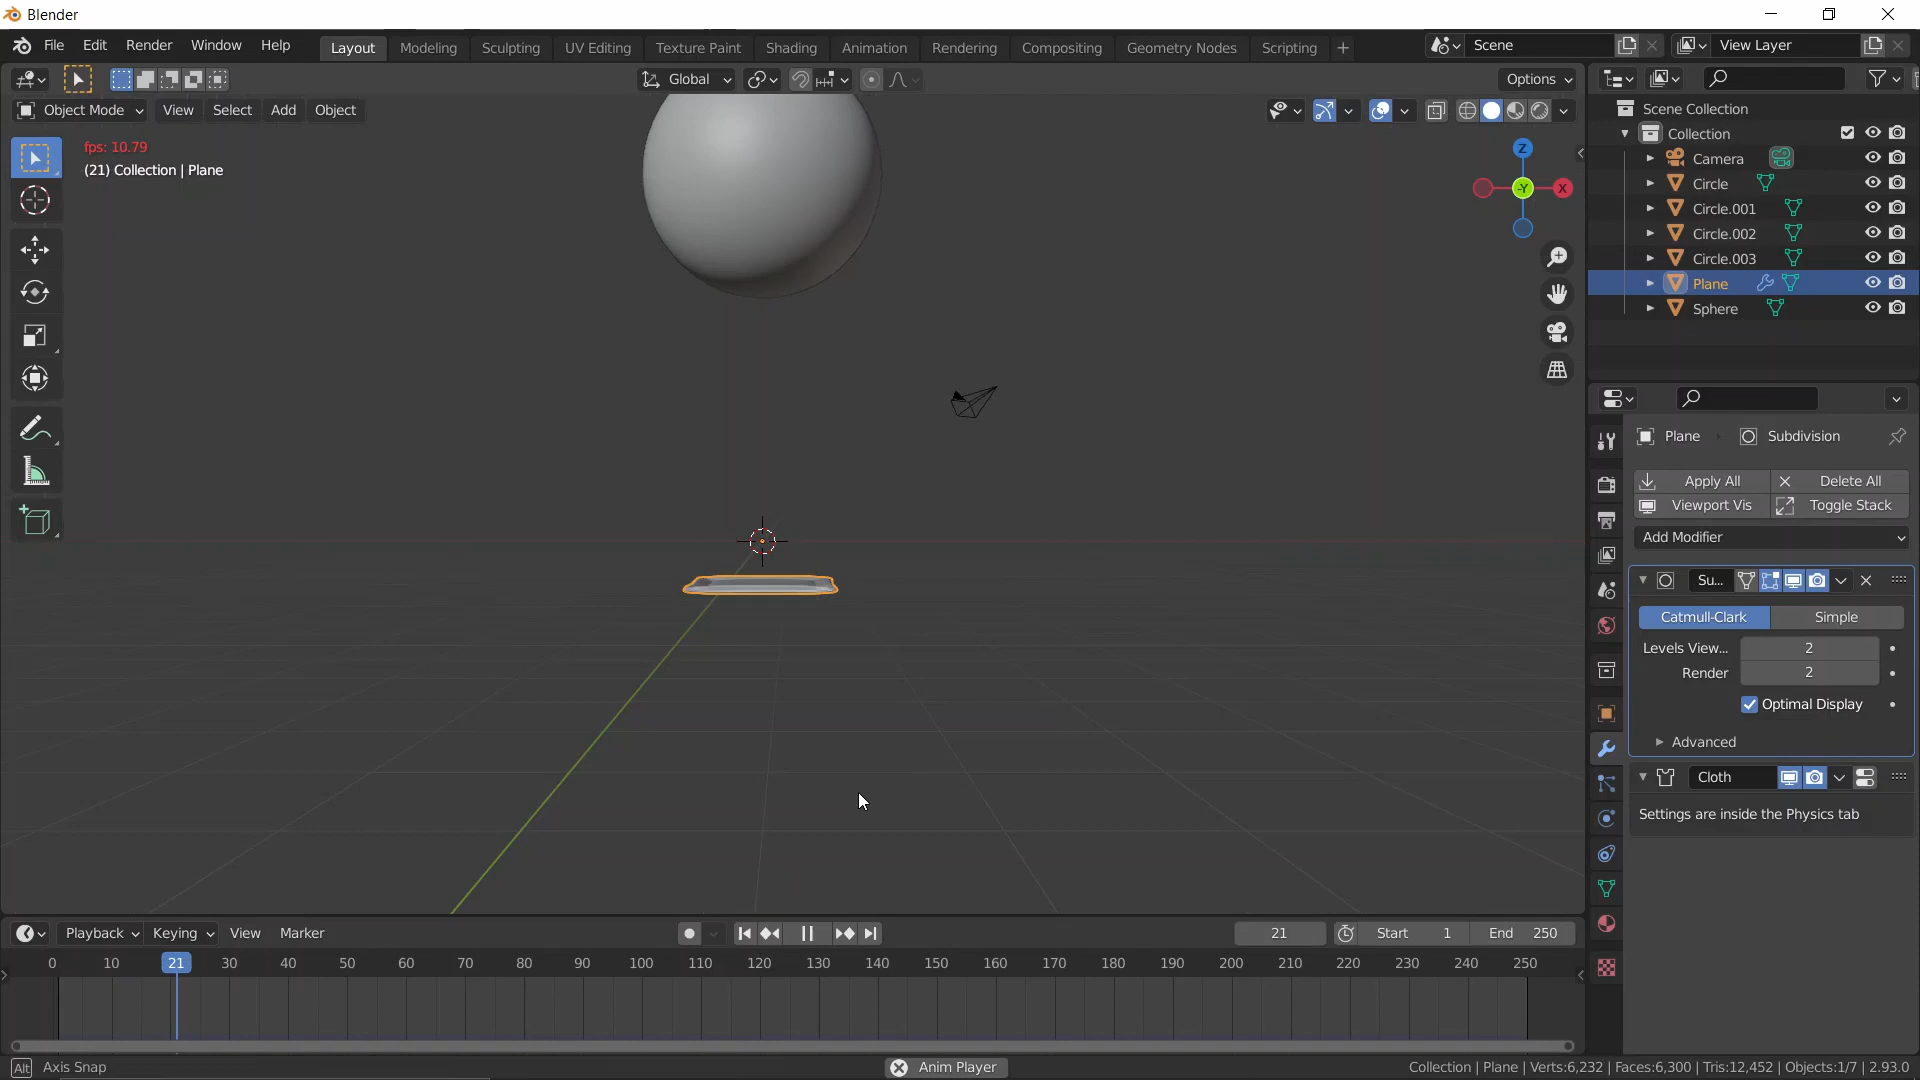 Blender
File Edit Render Window Help
Layout Modeling Sculpting UV Editing Texture Paint Shading Animation Rendering Compositing Geometry Nodes Scripting +
Scene
View Layer
Global
Options
Object Mode View Select Add Object
fps: 10.79
(21) Collection | Plane
Z
-Y
X
Scene Collection
Collection
Camera
Circle
Circle.001
Circle.002
Circle.003
Plane
Sphere
Plane
Subdivision
Apply All
Delete All
Viewport Vis
Toggle Stack
Add Modifier
Su...
Catmull-Clark
Simple
Levels View... 2
Render 2
Optimal Display
Advanced
Cloth
Settings are inside the Physics tab
Playback Keying View Marker
21
Start 1
End 250
0 10 21 30 40 50 60 70 80 90 100 110 120 130 140 150 160 170 180 190 200 210 220 230 240 250
Alt Axis Snap
Anim Player
Collection | Plane | Verts:6,232 | Faces:6,300 | Tris:12,452 | Objects:1/7 | 2.93.0